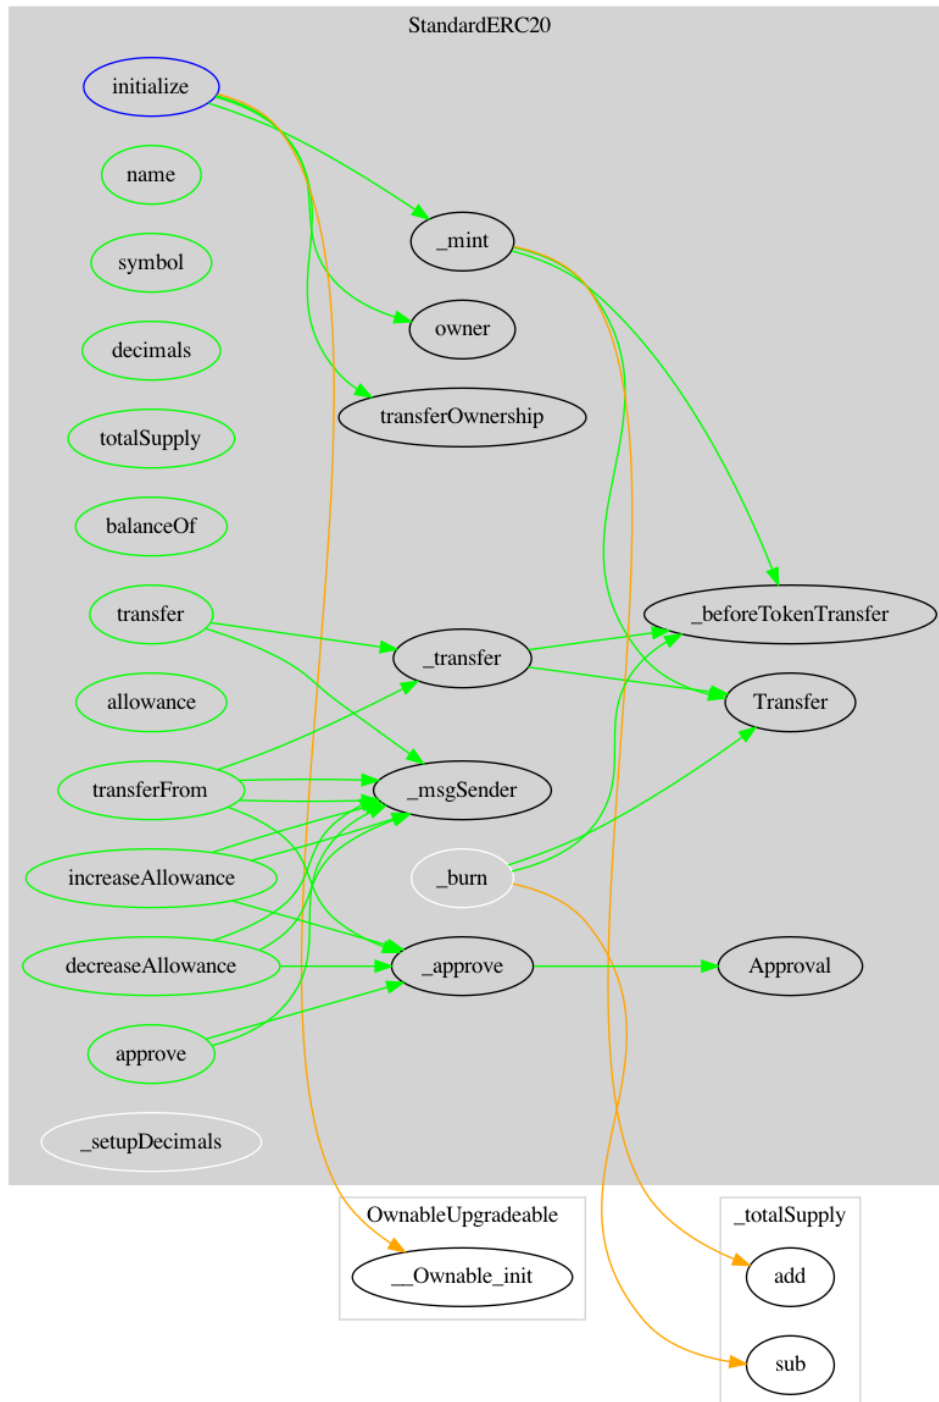 StandardERC20
initialize
name
_mint
symbol
owner
decimals
transferOwnership
totalSupply
balanceOf
transfer
_beforeTokenTransfer
_transfer
allowance
Transfer
transferFrom
_msgSender
increaseAllowance
_burn
decreaseAllowance
_approve
Approval
approve
_setupDecimals
OwnableUpgradeable
_totalSupply
__Ownable_init
add
sub